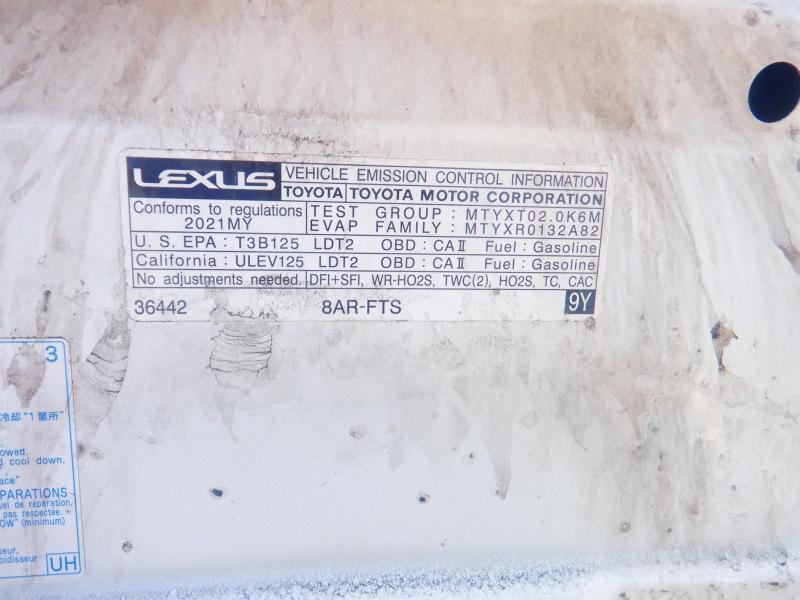 LEXUS VEHICLE EMISSION CONTROL INFORMATION
TOYOTA TOYOTA MOTOR CORPORATION
Conforms to regulations
2021MY
TEST GROUP : MTYXT02.0K6M
EVAP FAMILY : MTYXR0132A82
U. S. EPA : T3B125 LDT2 OBD : CAⅡ Fuel : Gasoline
California : ULEV125 LDT2 OBD : CAⅡ Fuel : Gasoline
No adjustments needed. DFI+SFI, WR-HO2S, TWC(2), HO2S, TC, CAC
36442 8AR-FTS 9Y
3
冷却"1箇所"
owed.
cool down.
ace"
PARATIONS
uel de réparation,
pas respectée.
OW" (minimum)
teur.
oidisseur
UH